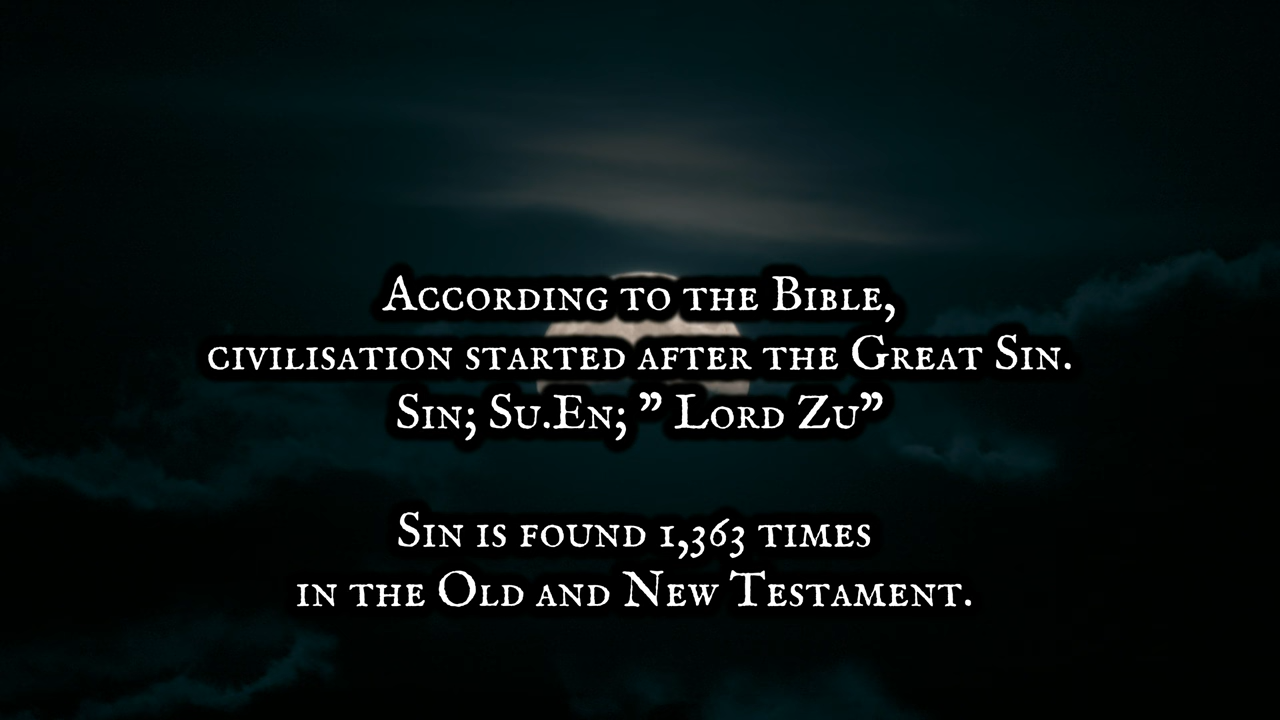 According to the Bible,
civilisation started after the Great Sin.
Sin; Su.En; ” Lord Zu”
Sin is found 1,363 times
in the Old and New Testament.